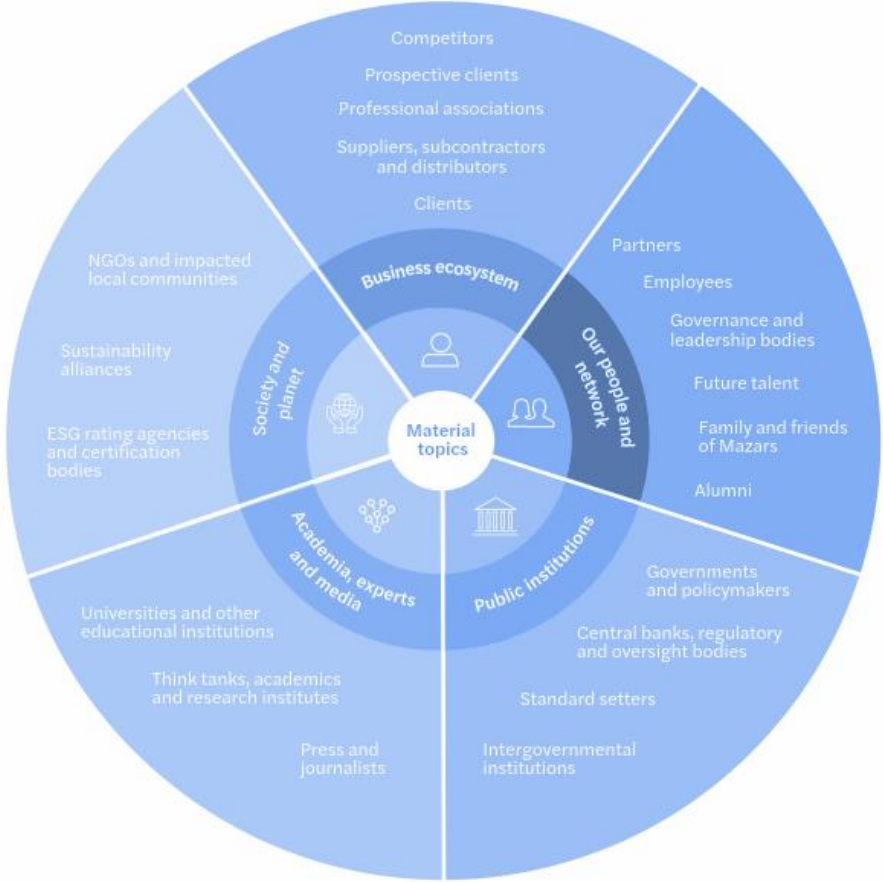 Competitors
Prospective clients
Professional associations
Suppliers, subcontractors
and distributors
Clients
Business ecosystem
Partners
Employees
Governance and
leadership bodies
Future talent
Family and friends
of Mazars
Alumni
Our people and
network
Governments
and policymakers
Central banks, regulatory
and oversight bodies
Standard setters
Intergovernmental
institutions
Public institutions
Universities and other
educational institutions
Think tanks, academics
and research institutes
Press and
journalists
Academia, experts
and media
NGOs and impacted
local communities
Sustainability
alliances
ESG rating agencies
and certification
bodies
Society and
planet
Material
topics